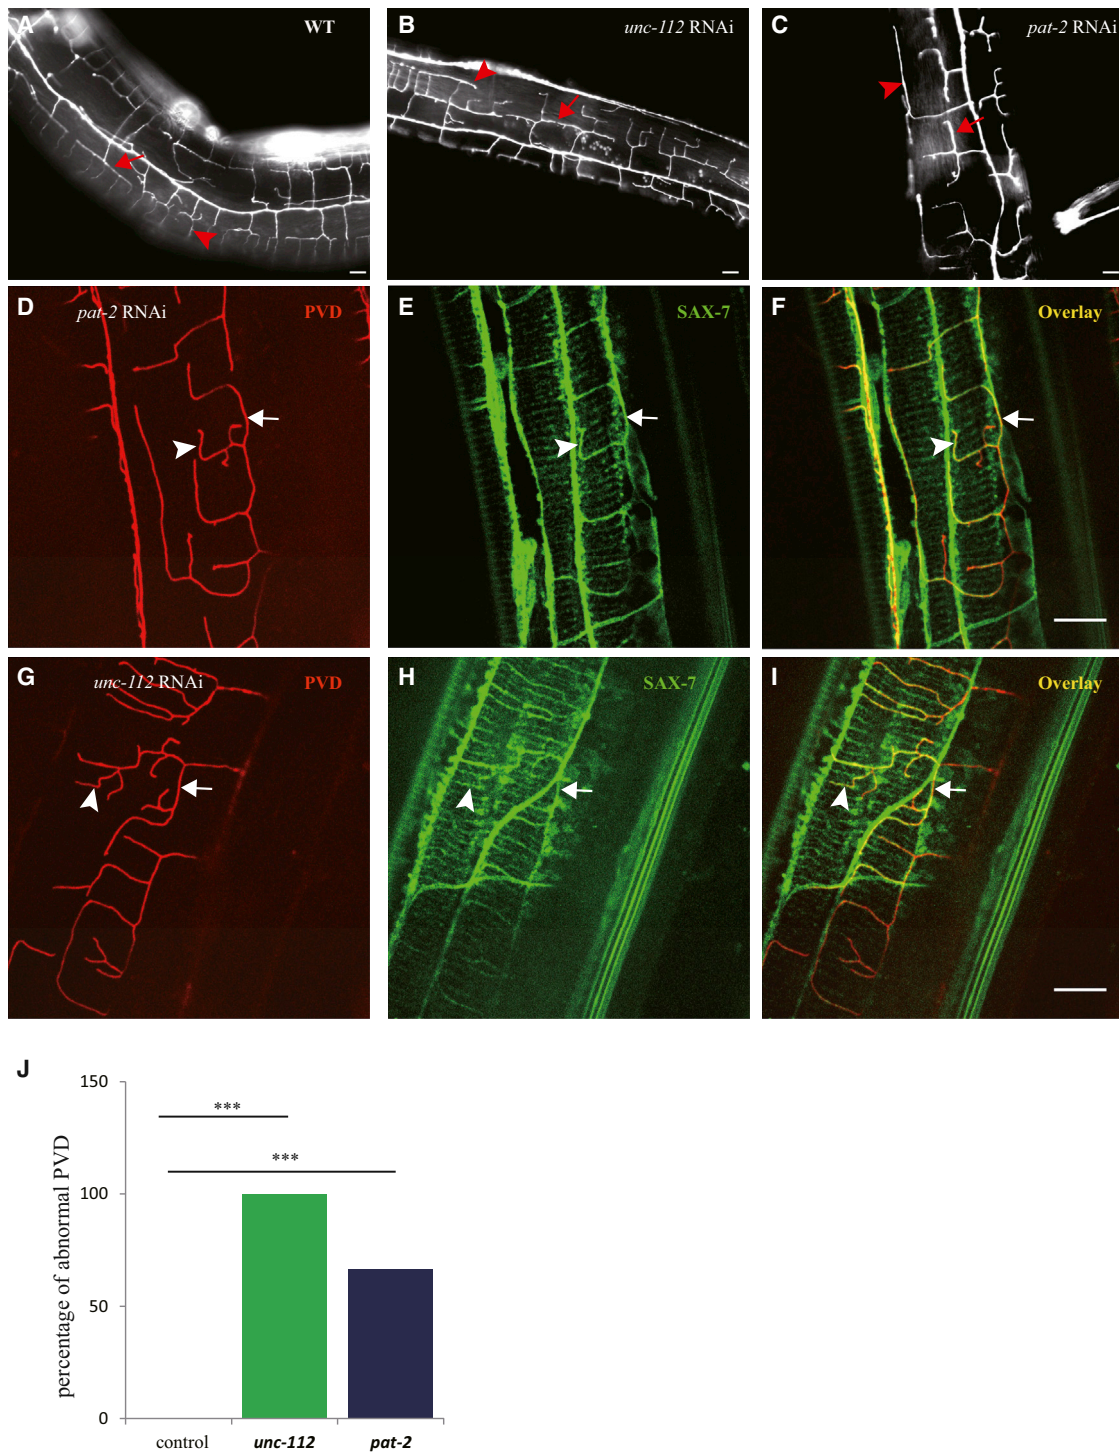 A WT
B unc-112 RNAi
C pat-2 RNAi
D pat-2 RNAi PVD
E SAX-7
F Overlay
G unc-112 RNAi PVD
H SAX-7
I Overlay
J
percentage of abnormal PVD
150
100
50
0
***
***
control unc-112 pat-2